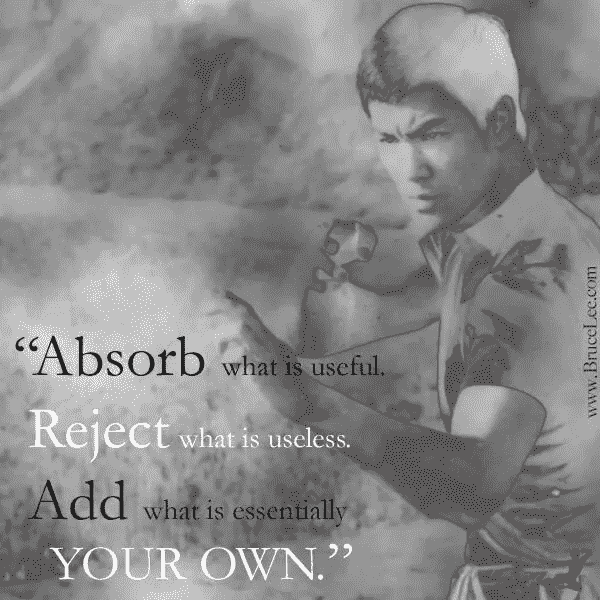 “Absorb what is useful.
Reject what is useless.
Add what is essentially
YOUR OWN.”
www.BruceLee.com